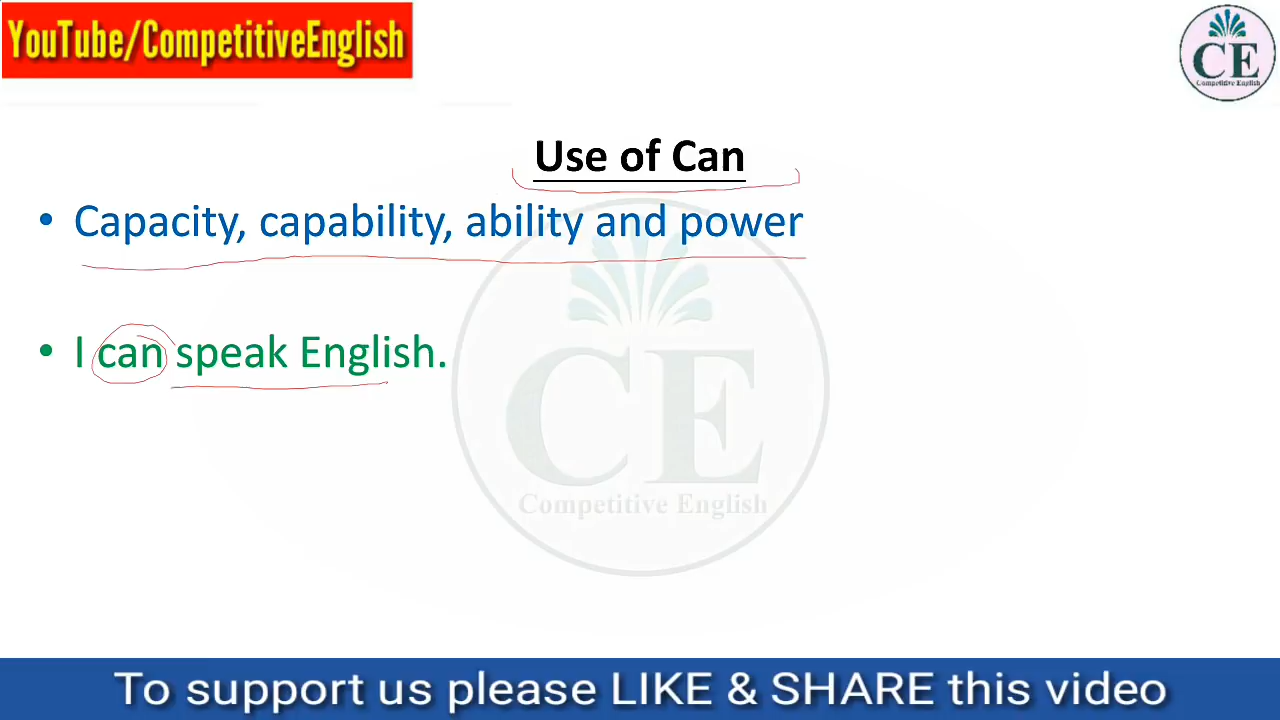 YouTube/CompetitiveEnglish
CE
Competitive English
Use of Can
• Capacity, capability, ability and power
• I can speak English.
CE
Competitive English
To support us please LIKE & SHARE this video